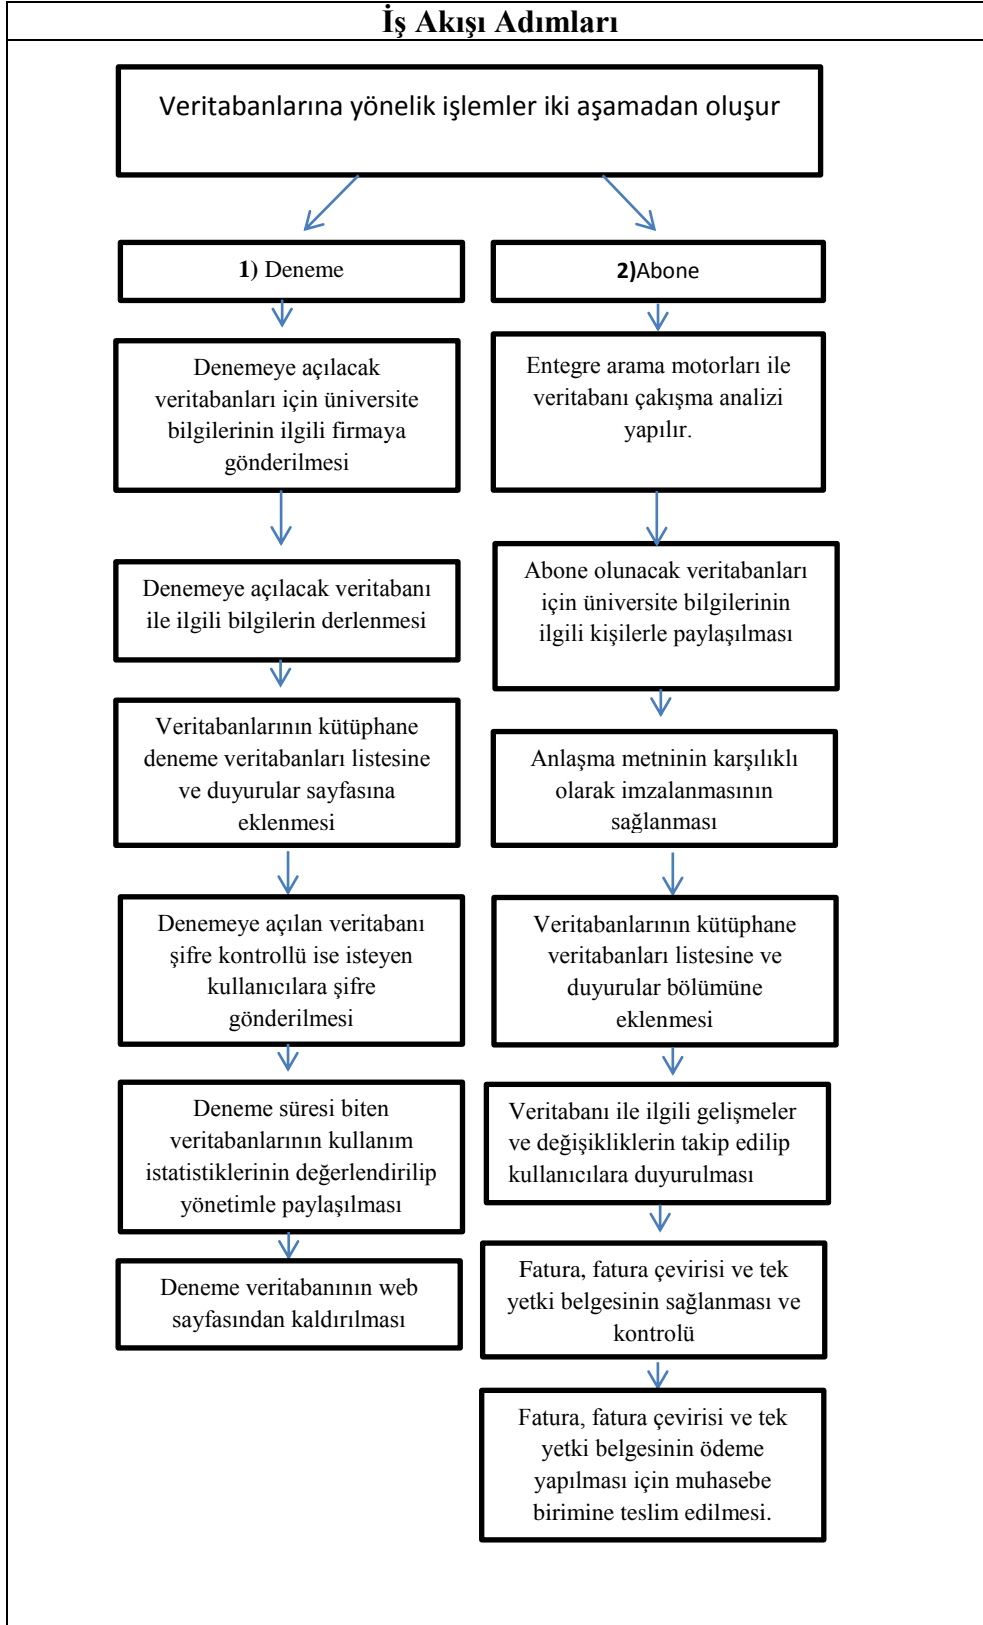 İş Akışı Adımları
Veritabanlarına yönelik işlemler iki aşamadan oluşur
1) Deneme
Denemeye açılacak
veritabanları için üniversite
bilgilerinin ilgili firmaya
gönderilmesi
Denemeye açılacak veritabanı
ile ilgili bilgilerin derlenmesi
Veritabanlarının kütüphane
deneme veritabanları listesine
ve duyurular sayfasına
eklenmesi
Denemeye açılan veritabanı
şifre kontrollü ise isteyen
kullanıcılara şifre
gönderilmesi
Deneme süresi biten
veritabanlarının kullanım
istatistiklerinin değerlendirilip
yönetimle paylaşılması
Deneme veritabanının web
sayfasından kaldırılması
2)Abone
Entegre arama motorları ile
veritabanı çakışma analizi
yapılır.
Abone olunacak veritabanları
için üniversite bilgilerinin
ilgili kişilerle paylaşılması
Anlaşma metninin karşılıklı
olarak imzalanmasının
sağlanması
Veritabanlarının kütüphane
veritabanları listesine ve
duyurular bölümüne
eklenmesi
Veritabanı ile ilgili gelişmeler
ve değişikliklerin takip edilip
kullanıcılara duyurulması
Fatura, fatura çevirisi ve tek
yetki belgesinin sağlanması ve
kontrolü
Fatura, fatura çevirisi ve tek
yetki belgesinin ödeme
yapılması için muhasebe
birimine teslim edilmesi.